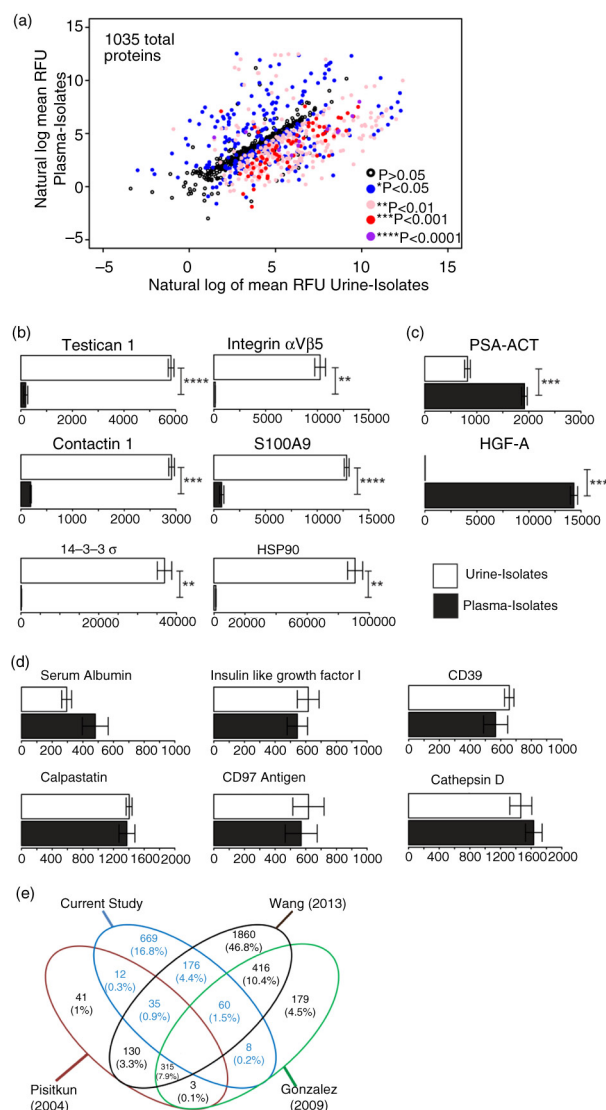 (a)
1035 total
proteins
Natural log mean RFU
Plasma-Isolates
15
10
5
0
−5
P>0.05
*P<0.05
**P<0.01
***P<0.001
****P<0.0001
−5 0 5 10 15
Natural log of mean RFU Urine-Isolates
(b)
(c)
Testican 1
Integrin αVβ5
PSA-ACT
****
**
***
0 2000 4000 6000
0 5000 10000 15000
0 1000 2000 3000
Contactin 1
S100A9
HGF-A
***
****
***
0 1000 2000 3000
0 5000 10000 15000
0 5000 10000 15000
14–3–3 σ
HSP90
**
**
0 20000 40000
0 20000 60000 100000
Urine-Isolates
Plasma-Isolates
(d)
Serum Albumin
Insulin like growth factor I
CD39
0 200 400 600 800 1000
0 200 400 600 800 1000
0 200 400 600 800 1000
Calpastatin
CD97 Antigen
Cathepsin D
0 400 800 1200 2000
0 200 400 600 800 1000
0 400 800 1200 1600 2000
(e)
Current Study
Wang (2013)
669
(16.8%)
1860
(46.8%)
176
(4.4%)
416
(10.4%)
12
(0.3%)
41
(1%)
35
(0.9%)
60
(1.5%)
179
(4.5%)
130
(3.3%)
315
(7.9%)
8
(0.2%)
3
(0.1%)
Pisitkun
(2004)
Gonzalez
(2009)